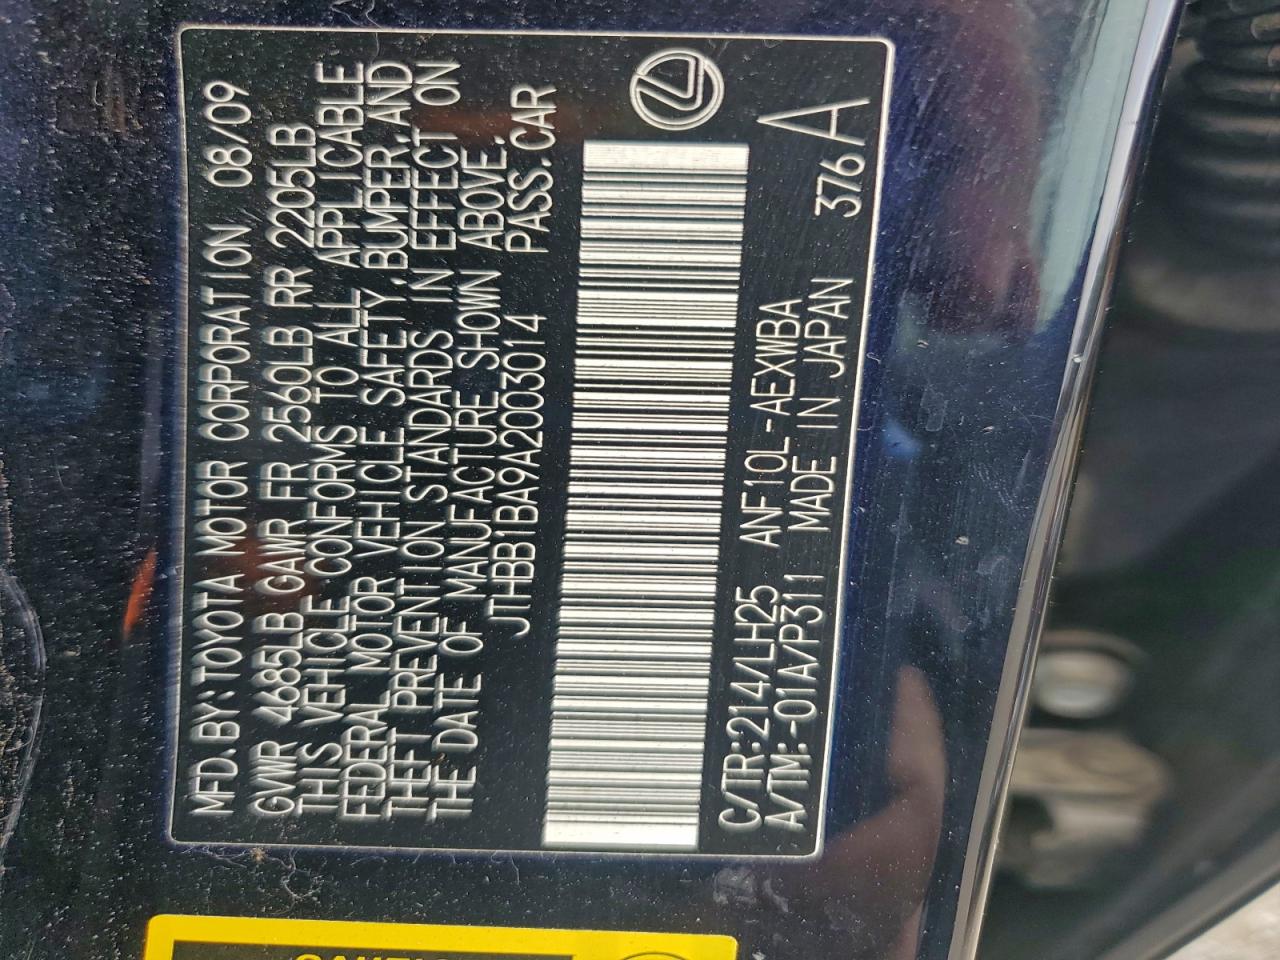 MFD.BY:TOYOTA MOTOR CORPORATION 08/09
GVWR 4685LB GAWR FR 2560LB RR 2205LB
THIS VEHICLE CONFORMS TO ALL APPLICABLE
FEDERAL MOTOR VEHICLE SAFETY,BUMPER,AND
THEFT PREVENTION STANDARDS IN EFFECT ON
THE DATE OF MANUFACTURE SHOWN ABOVE.
JTHBB1BA9A2003014 PASS.CAR
C/TR:214/LH25 ANF10L-AEXWBA
A/TM:-01A/P311 MADE IN JAPAN 376A